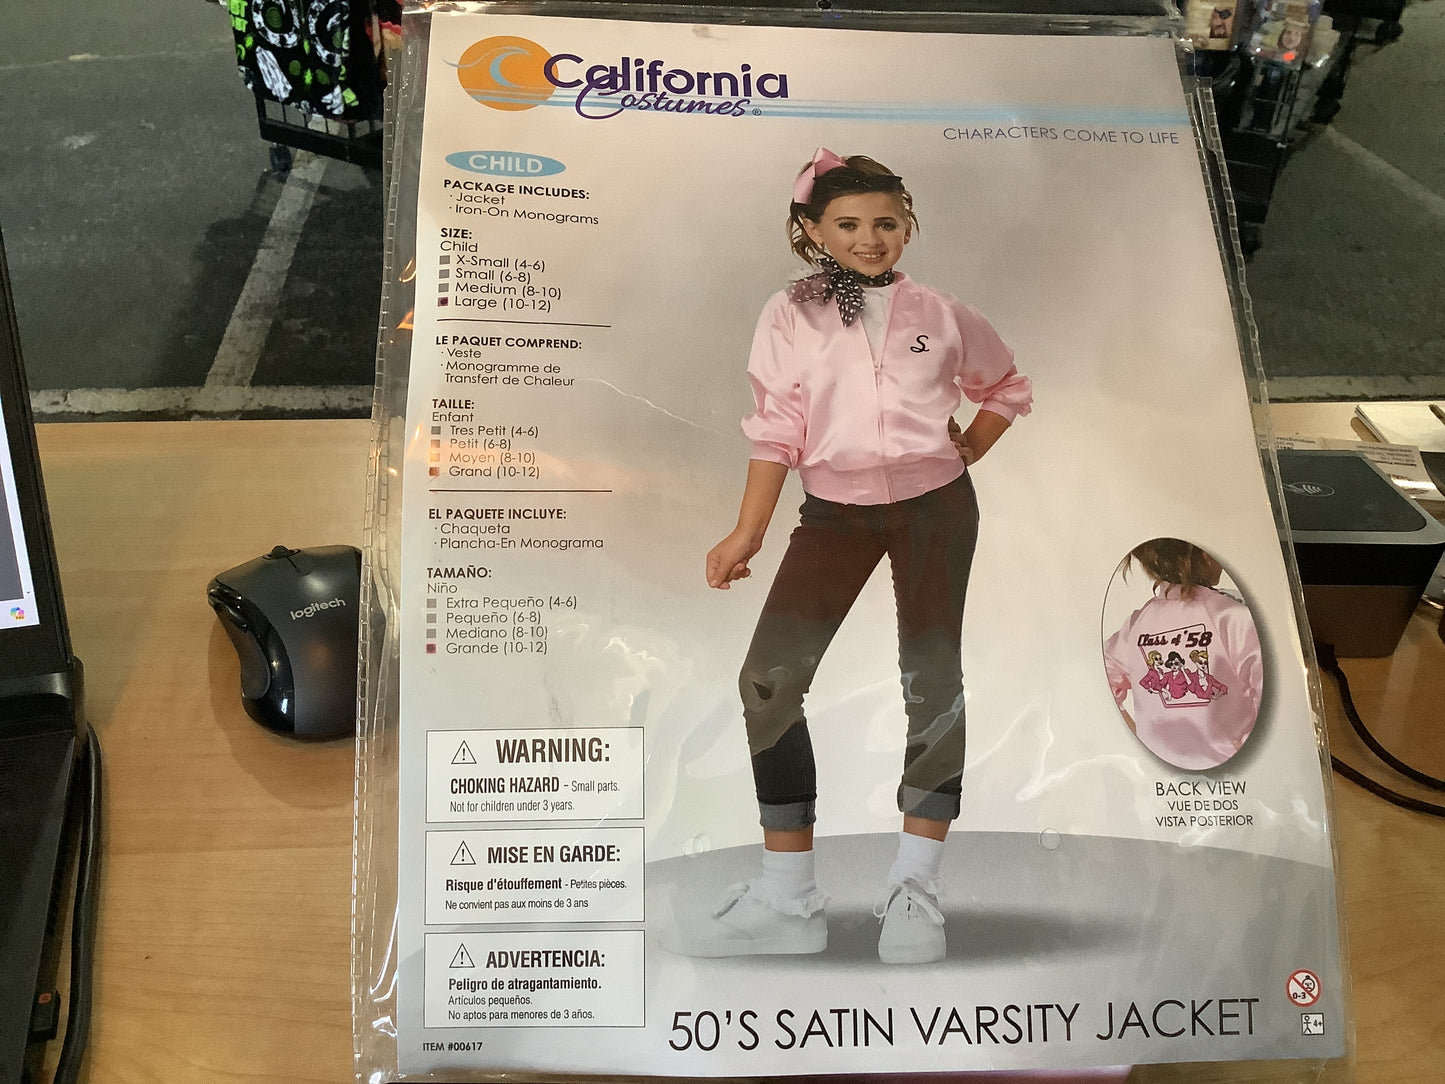 California
Costumes®
CHARACTERS COME TO LIFE
CHILD
PACKAGE INCLUDES:
· Jacket
· Iron-On Monograms
SIZE:
Child
X-Small (4-6)
Small (6-8)
Medium (8-10)
Large (10-12)
LE PAQUET COMPREND:
· Veste
· Monogramme de
Transfert de Chaleur
TAILLE:
Enfant
Tres Petit (4-6)
Petit (6-8)
Moyen (8-10)
Grand (10-12)
EL PAQUETE INCLUYE:
· Chaqueta
· Plancha-En Monograma
TAMAÑO:
Niño
Extra Pequeño (4-6)
Pequeño (6-8)
Mediano (8-10)
Grande (10-12)
WARNING:
CHOKING HAZARD - Small parts.
Not for children under 3 years.
MISE EN GARDE:
Risque d'étouffement - Petites pièces.
Ne convient pas aux moins de 3 ans
ADVERTENCIA:
Peligro de atragantamiento.
Artículos pequeños.
No aptos para menores de 3 años.
ITEM #00617
S
Class of '58
BACK VIEW
VUE DE DOS
VISTA POSTERIOR
50'S SATIN VARSITY JACKET
0-3
4+
logitech